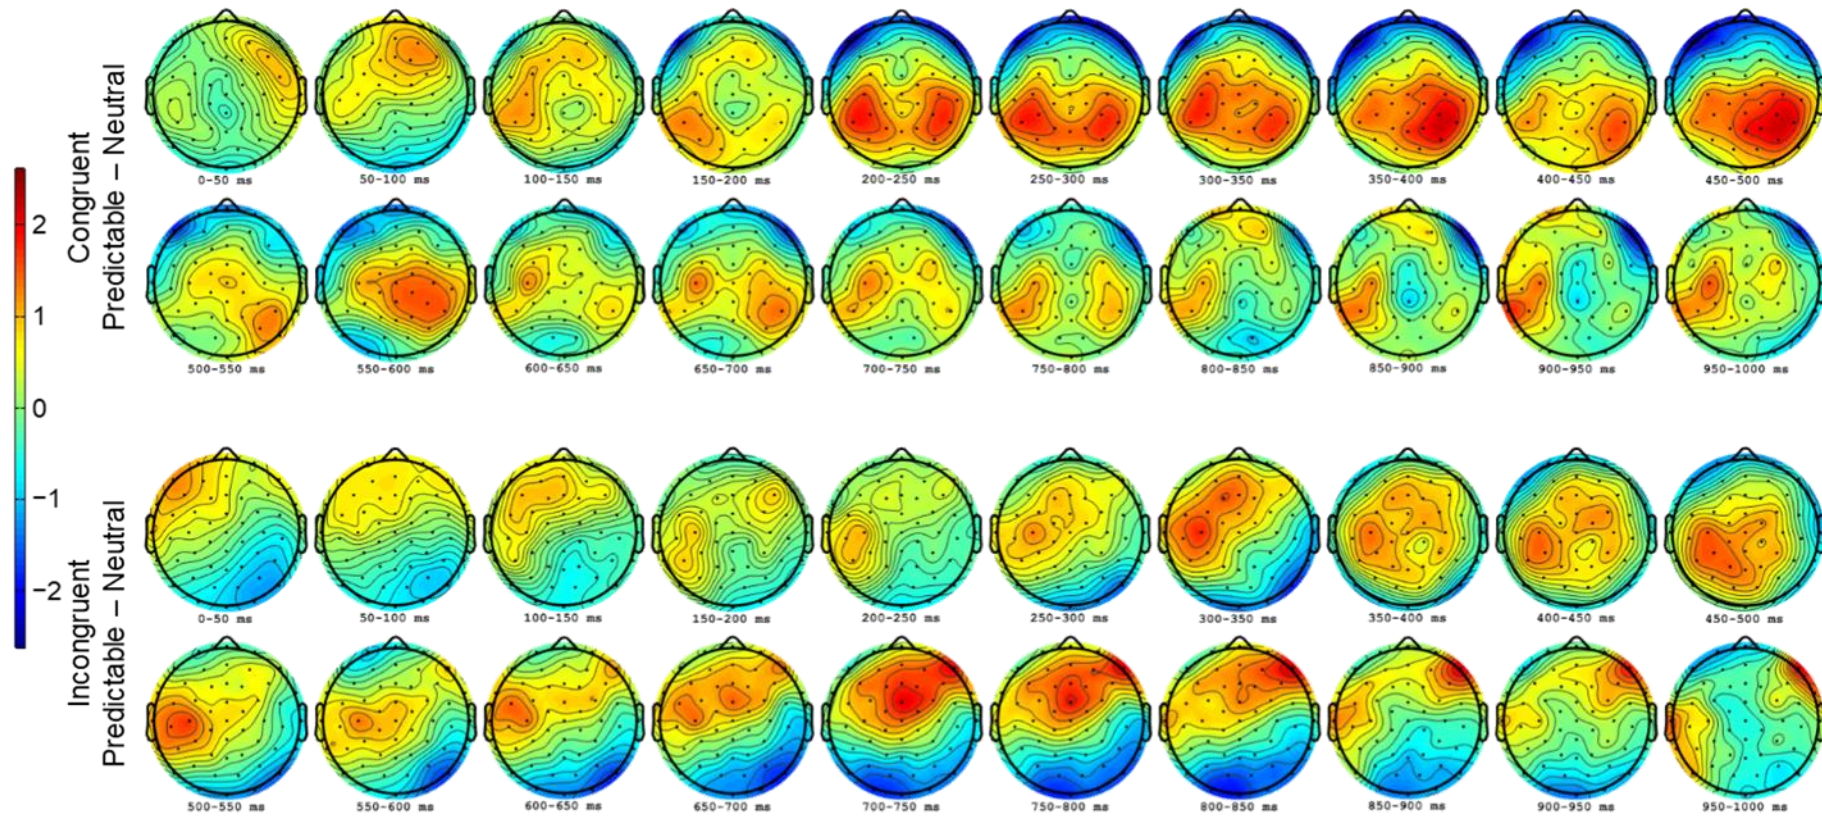 Congruent
Predictable – Neutral
0-50 ms
50-100 ms
100-150 ms
150-200 ms
200-250 ms
250-300 ms
300-350 ms
350-400 ms
400-450 ms
450-500 ms
500-550 ms
550-600 ms
600-650 ms
650-700 ms
700-750 ms
750-800 ms
800-850 ms
850-900 ms
900-950 ms
950-1000 ms
2
1
0
−1
−2
Incongruent
Predictable – Neutral
0-50 ms
50-100 ms
100-150 ms
150-200 ms
200-250 ms
250-300 ms
300-350 ms
350-400 ms
400-450 ms
450-500 ms
500-550 ms
550-600 ms
600-650 ms
650-700 ms
700-750 ms
750-800 ms
800-850 ms
850-900 ms
900-950 ms
950-1000 ms